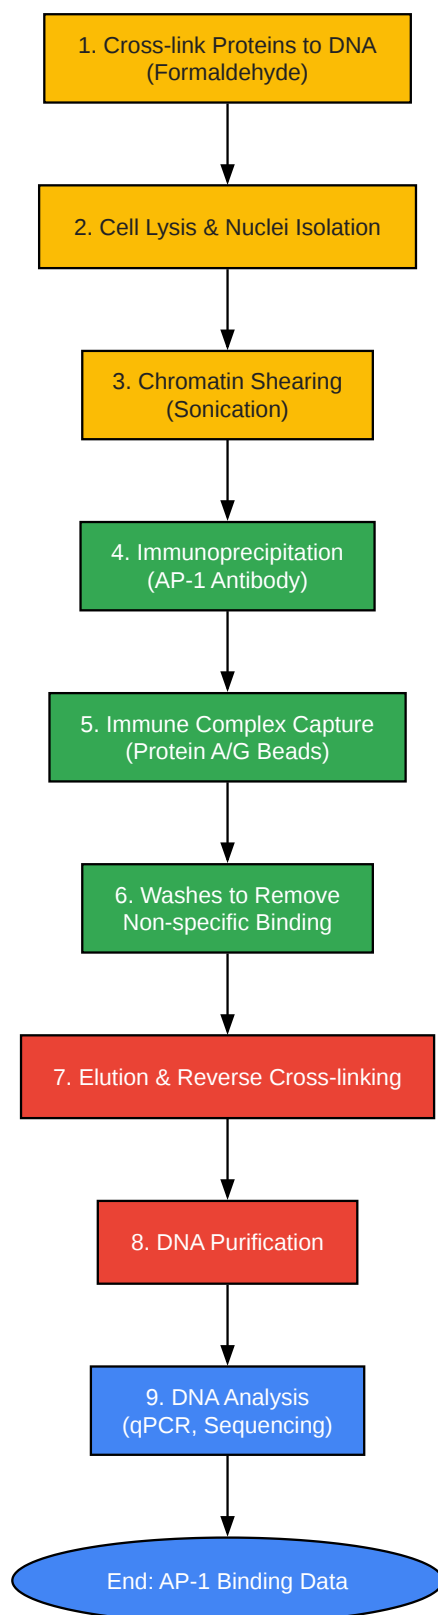 1. Cross-link Proteins to DNA
(Formaldehyde)
2. Cell Lysis & Nuclei Isolation
3. Chromatin Shearing
(Sonication)
4. Immunoprecipitation
(AP-1 Antibody)
5. Immune Complex Capture
(Protein A/G Beads)
6. Washes to Remove
Non-specific Binding
7. Elution & Reverse Cross-linking
8. DNA Purification
9. DNA Analysis
(qPCR, Sequencing)
End: AP-1 Binding Data